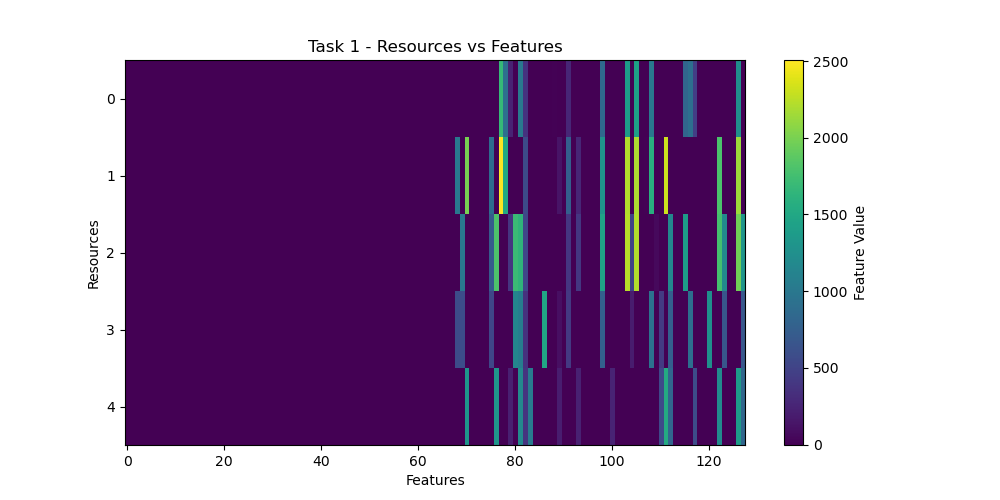 Task 1 - Resources vs Features
Resources
0
1
2
3
4
0 20 40 60 80 100 120
Features
2500
2000
1500
1000
500
0
Feature Value